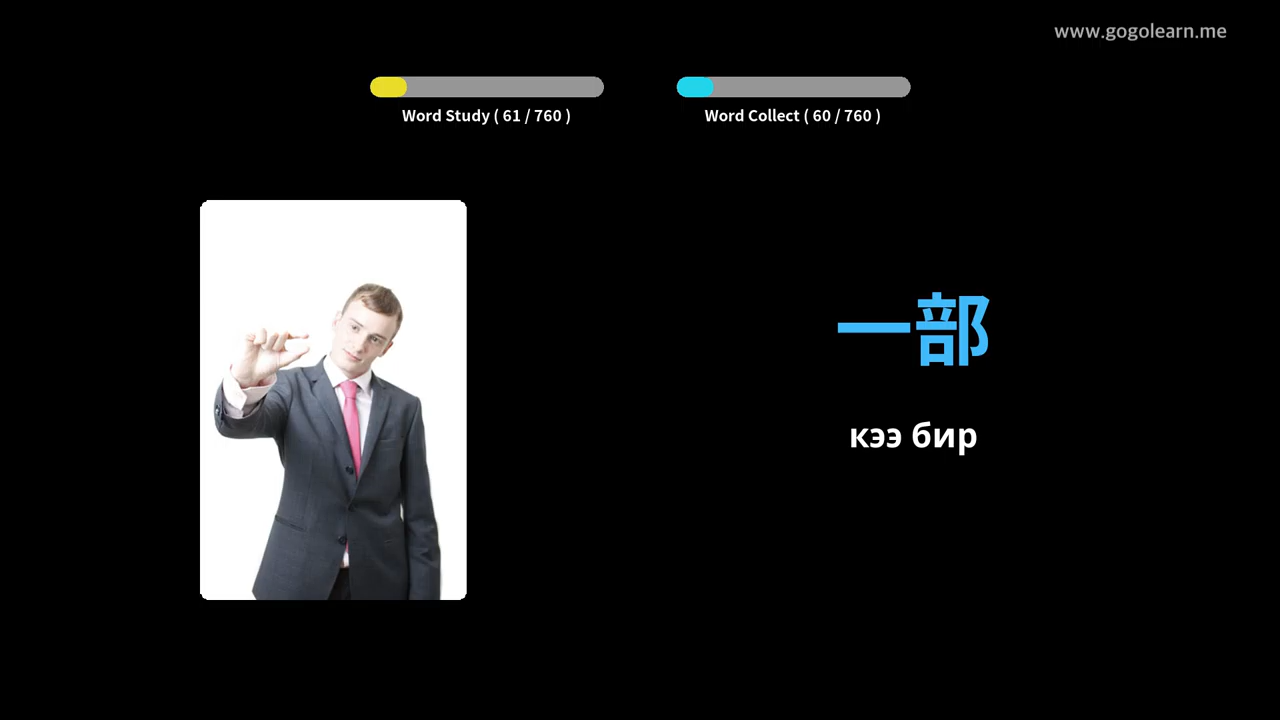 www.gogolearn.me
Word Study ( 61 / 760 )
Word Collect ( 60 / 760 )
一部
кээ бир